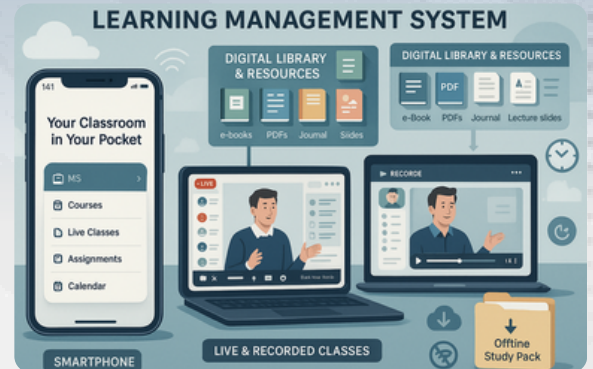 LEARNING MANAGEMENT SYSTEM
DIGITAL LIBRARY
& RESOURCES
e-books PDFs Journal Slides
DIGITAL LIBRARY & RESOURCES
PDF
A
e-Book PDFs Journal Lecture slides
141
Your Classroom
in Your Pocket
MS
Courses
Live Classes
Assignments
Calendar
SMARTPHONE
LIVE
RECORDE
LIVE & RECORDED CLASSES
Offtine
Study Pack